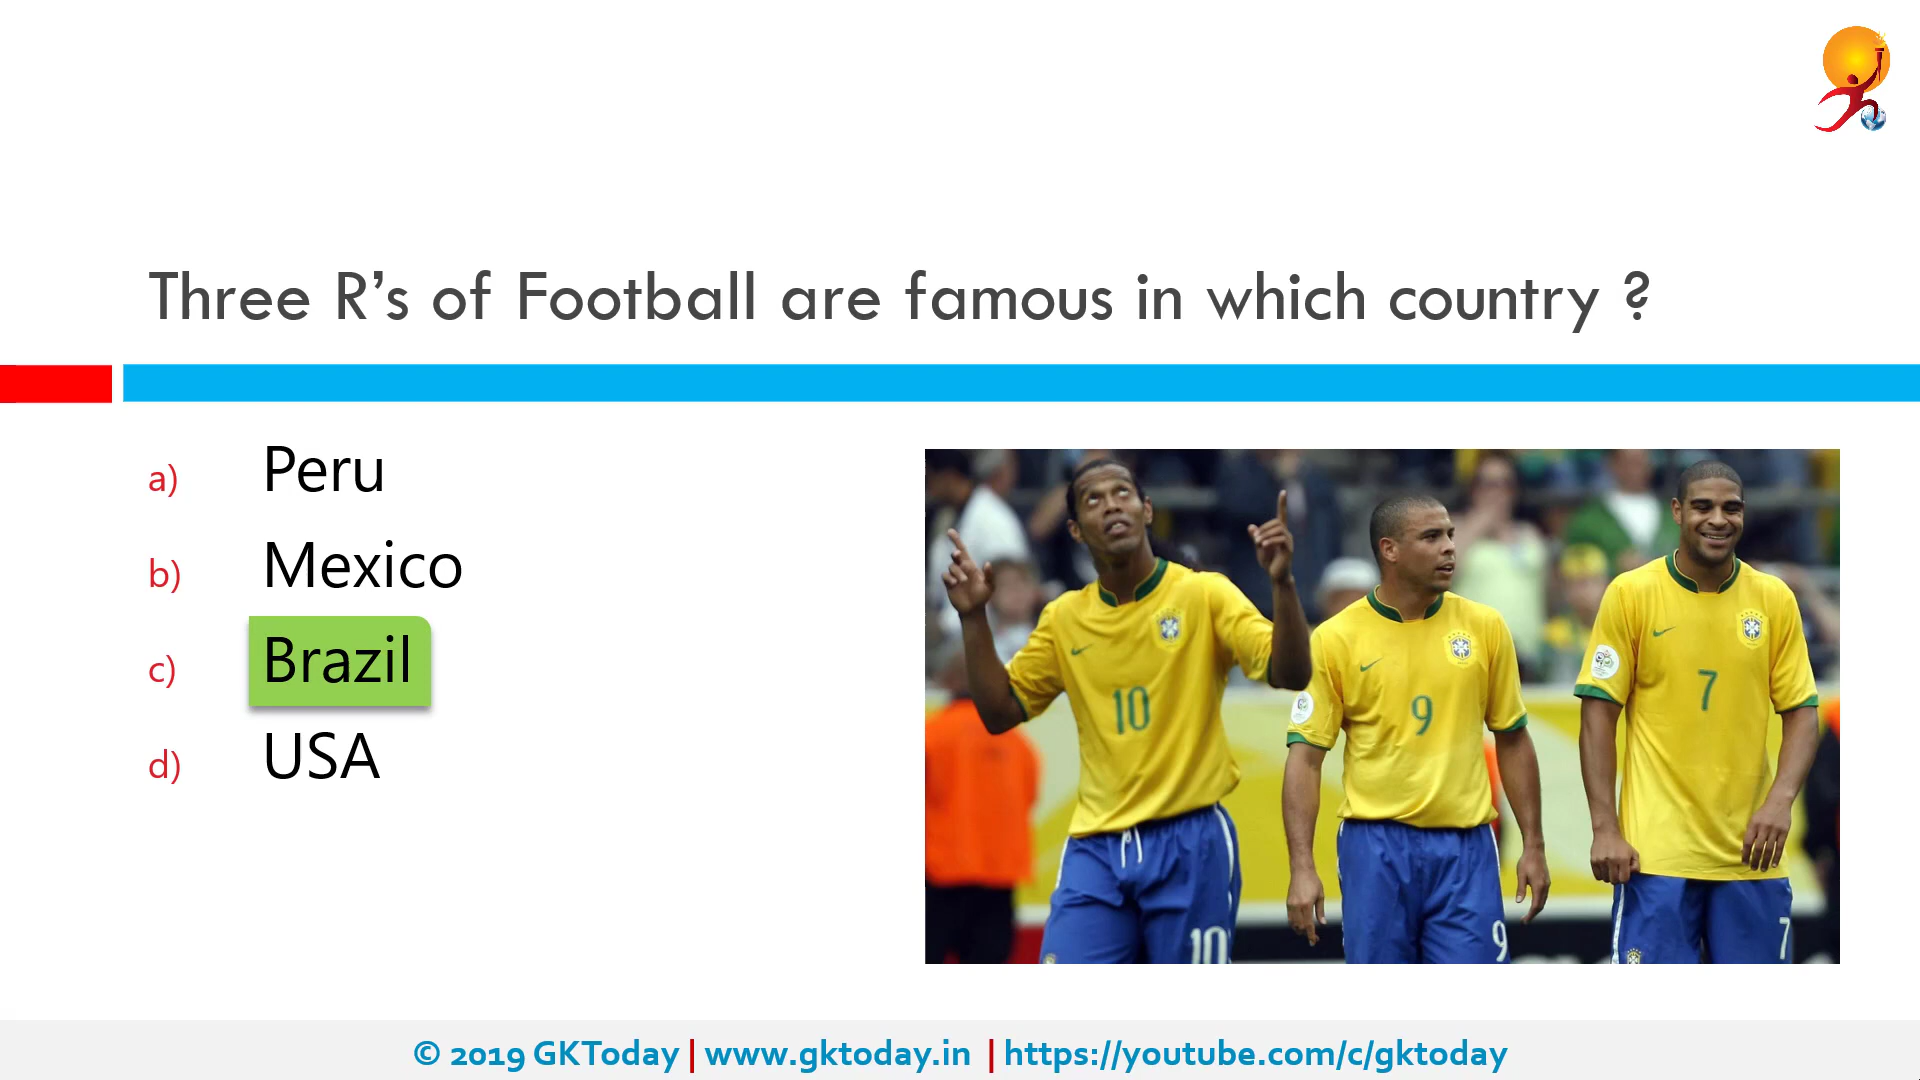 Three R’s of Football are famous in which country ?
a) Peru
b) Mexico
c) Brazil
d) USA
10 9 7
10 9 7
© 2019 GKToday | www.gktoday.in | https://youtube.com/c/gktoday